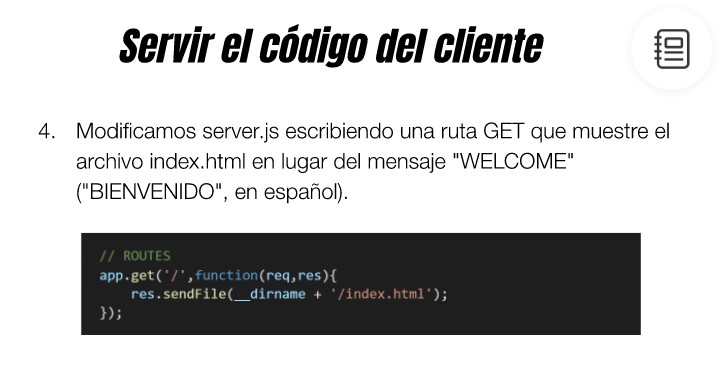 Servir el código del cliente
4. Modificamos server.js escribiendo una ruta GET que muestre el
archivo index.html en lugar del mensaje "WELCOME"
("BIENVENIDO", en español).
// ROUTES
app.get('/',function(req,res){
    res.sendFile(__dirname + '/index.html');
});